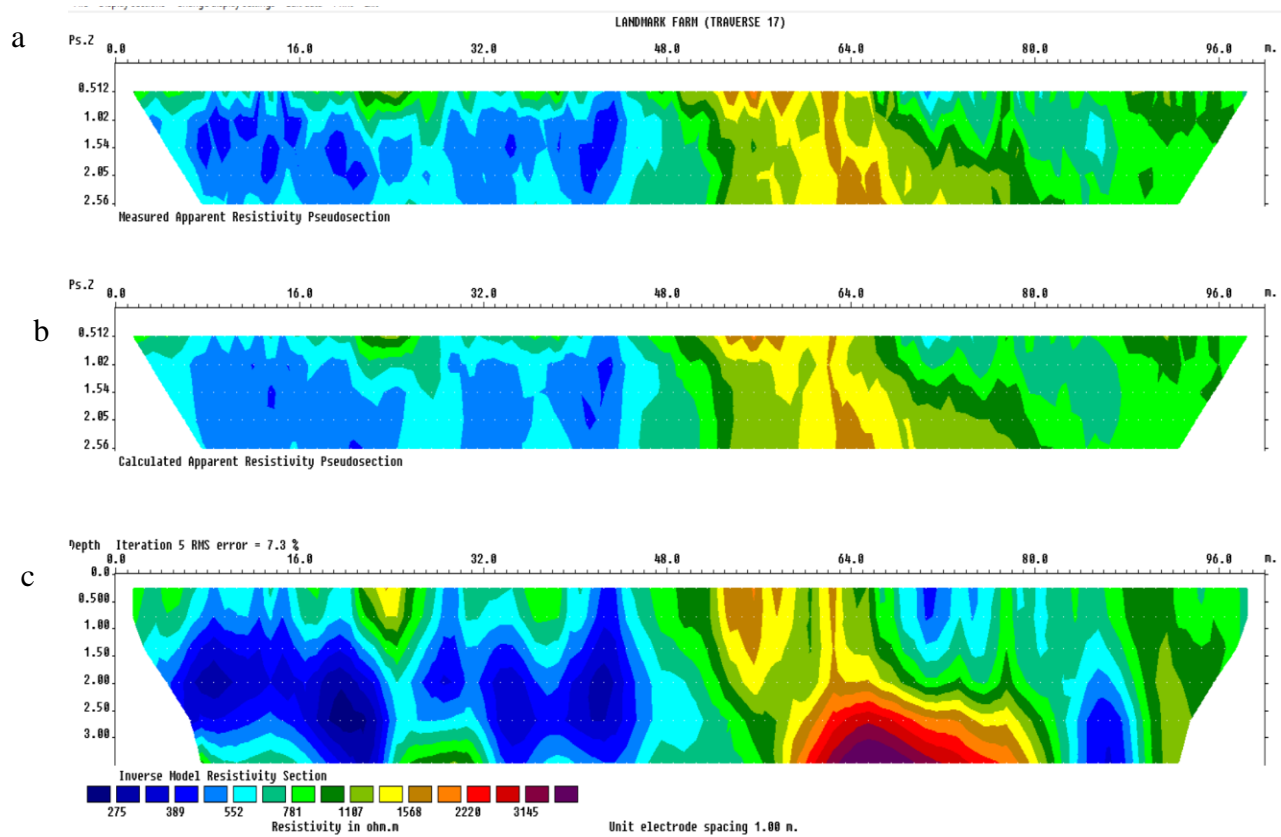 LANDMARK FARM (TRAVERSE 17)
a
Ps.Z 0.0 16.0 32.0 48.0 64.0 80.0 96.0 m.
0.512
1.02
1.54
2.05
2.56
Measured Apparent Resistivity Pseudosection
b
Ps.Z 0.0 16.0 32.0 48.0 64.0 80.0 96.0 m.
0.512
1.02
1.54
2.05
2.56
Calculated Apparent Resistivity Pseudosection
c
Depth Iteration 5 RMS error = 7.3 %
0.0 16.0 32.0 48.0 64.0 80.0 96.0 m.
0.0
0.500
1.00
1.50
2.00
2.50
3.00
Inverse Model Resistivity Section
275 389 552 781 1107 1568 2220 3145
Resistivity in ohm.m Unit electrode spacing 1.00 m.